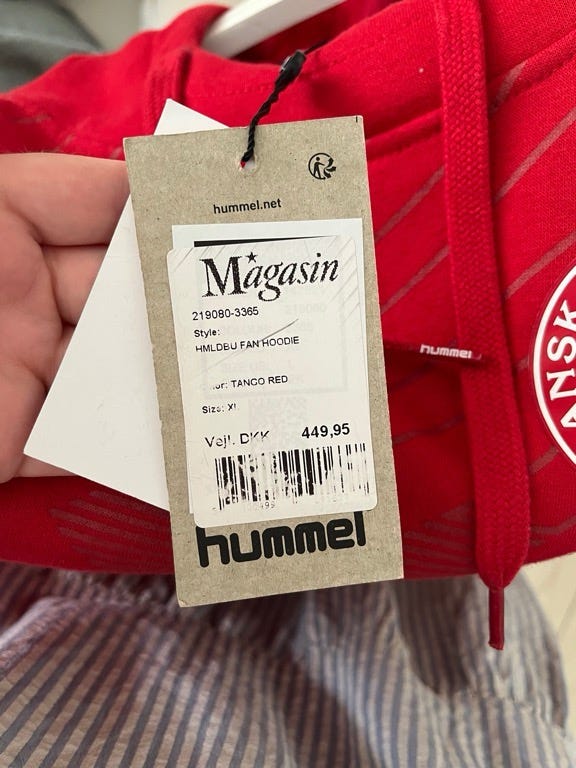 hummel.net
Magasin
219080-3365
Style:
HMLDBU FAN HOODIE
TANGO RED
Size: XL
Vejl. DKK 449,95
hummel
hummel
ANSK